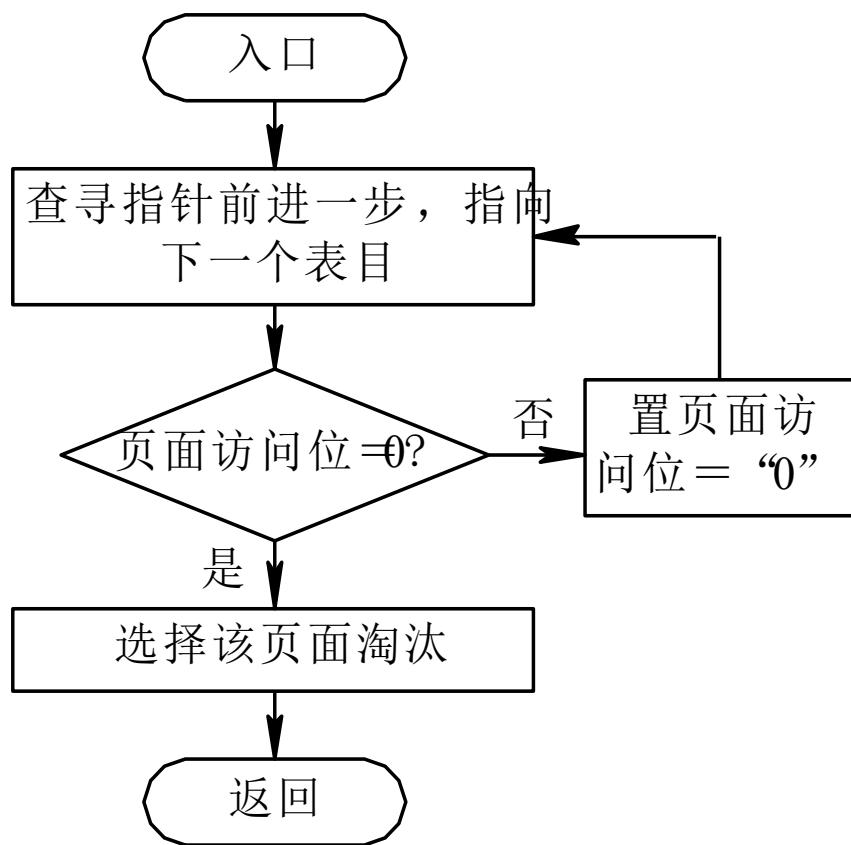 入口
查寻指针前进一步，指向
下一个表目
页面访问位＝0?
否
置页面访
问位＝“0”
是
选择该页面淘汰
返回